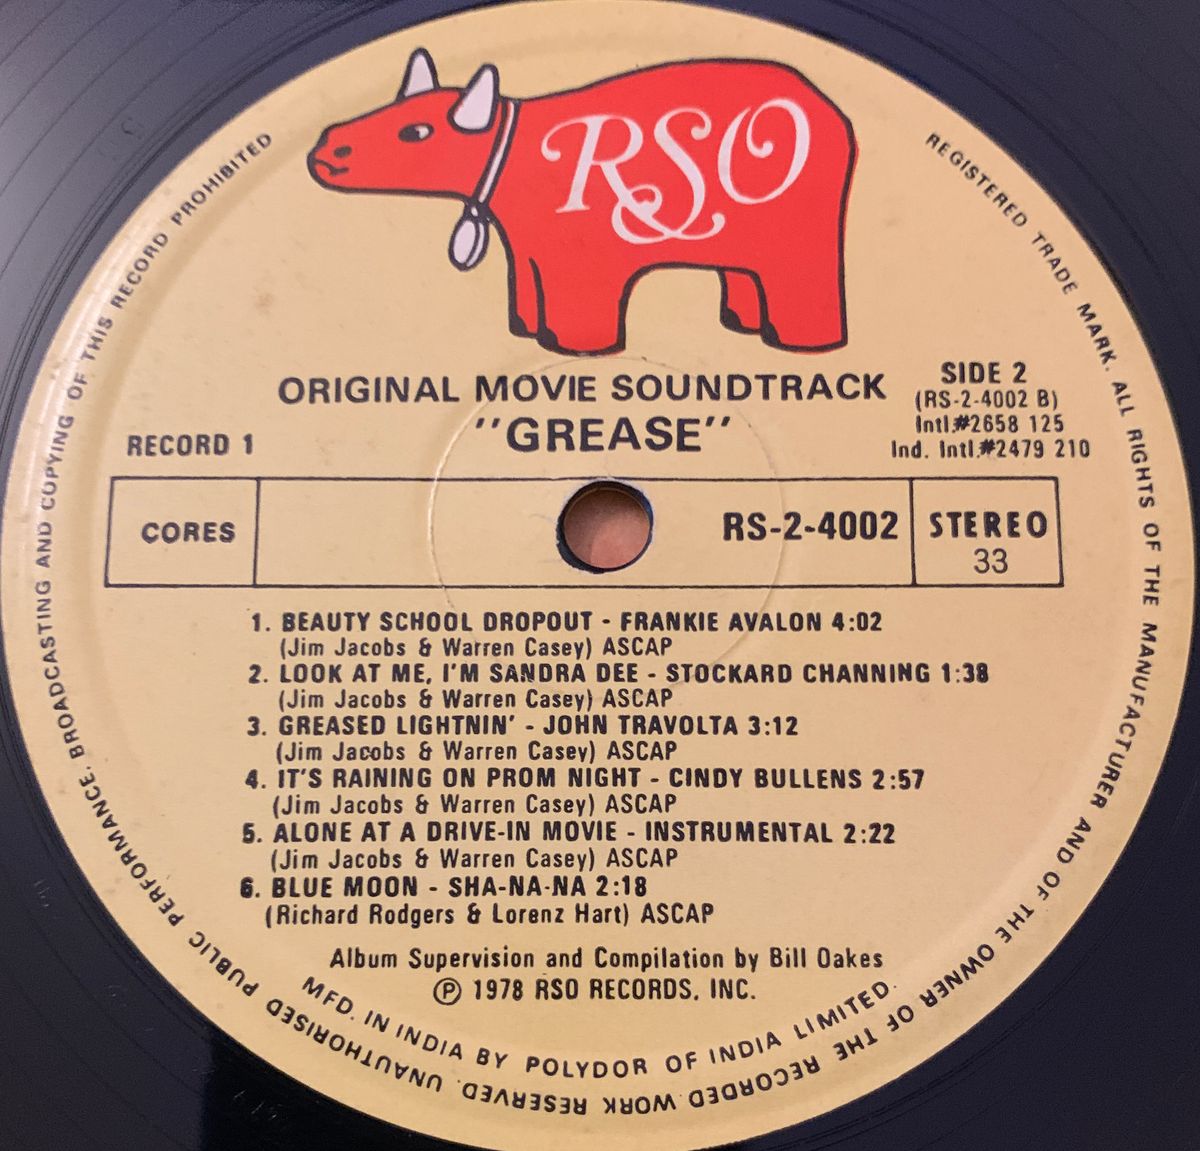 RSO
ORIGINAL MOVIE SOUNDTRACK
"GREASE"
RECORD 1
SIDE 2
(RS-2-4002 B)
Intl.#2658 125
Ind. Intl.#2479 210
CORES
RS-2-4002
STEREO
33
1. BEAUTY SCHOOL DROPOUT - FRANKIE AVALON 4:02
(Jim Jacobs & Warren Casey) ASCAP
2. LOOK AT ME, I'M SANDRA DEE - STOCKARD CHANNING 1:38
(Jim Jacobs & Warren Casey) ASCAP
3. GREASED LIGHTNIN' - JOHN TRAVOLTA 3:12
(Jim Jacobs & Warren Casey) ASCAP
4. IT'S RAINING ON PROM NIGHT - CINDY BULLENS 2:57
(Jim Jacobs & Warren Casey) ASCAP
5. ALONE AT A DRIVE-IN MOVIE - INSTRUMENTAL 2:22
(Jim Jacobs & Warren Casey) ASCAP
6. BLUE MOON - SHA-NA-NA 2:18
(Richard Rodgers & Lorenz Hart) ASCAP
Album Supervision and Compilation by Bill Oakes
℗ 1978 RSO RECORDS, INC.
MFD. IN INDIA BY POLYDOR OF INDIA LIMITED.
REGISTERED TRADE MARK. ALL RIGHTS OF THE MANUFACTURER AND OF THE OWNER OF THE RECORDED WORK RESERVED. UNAUTHORISED PUBLIC PERFORMANCE, BROADCASTING AND COPYING OF THIS RECORD PROHIBITED